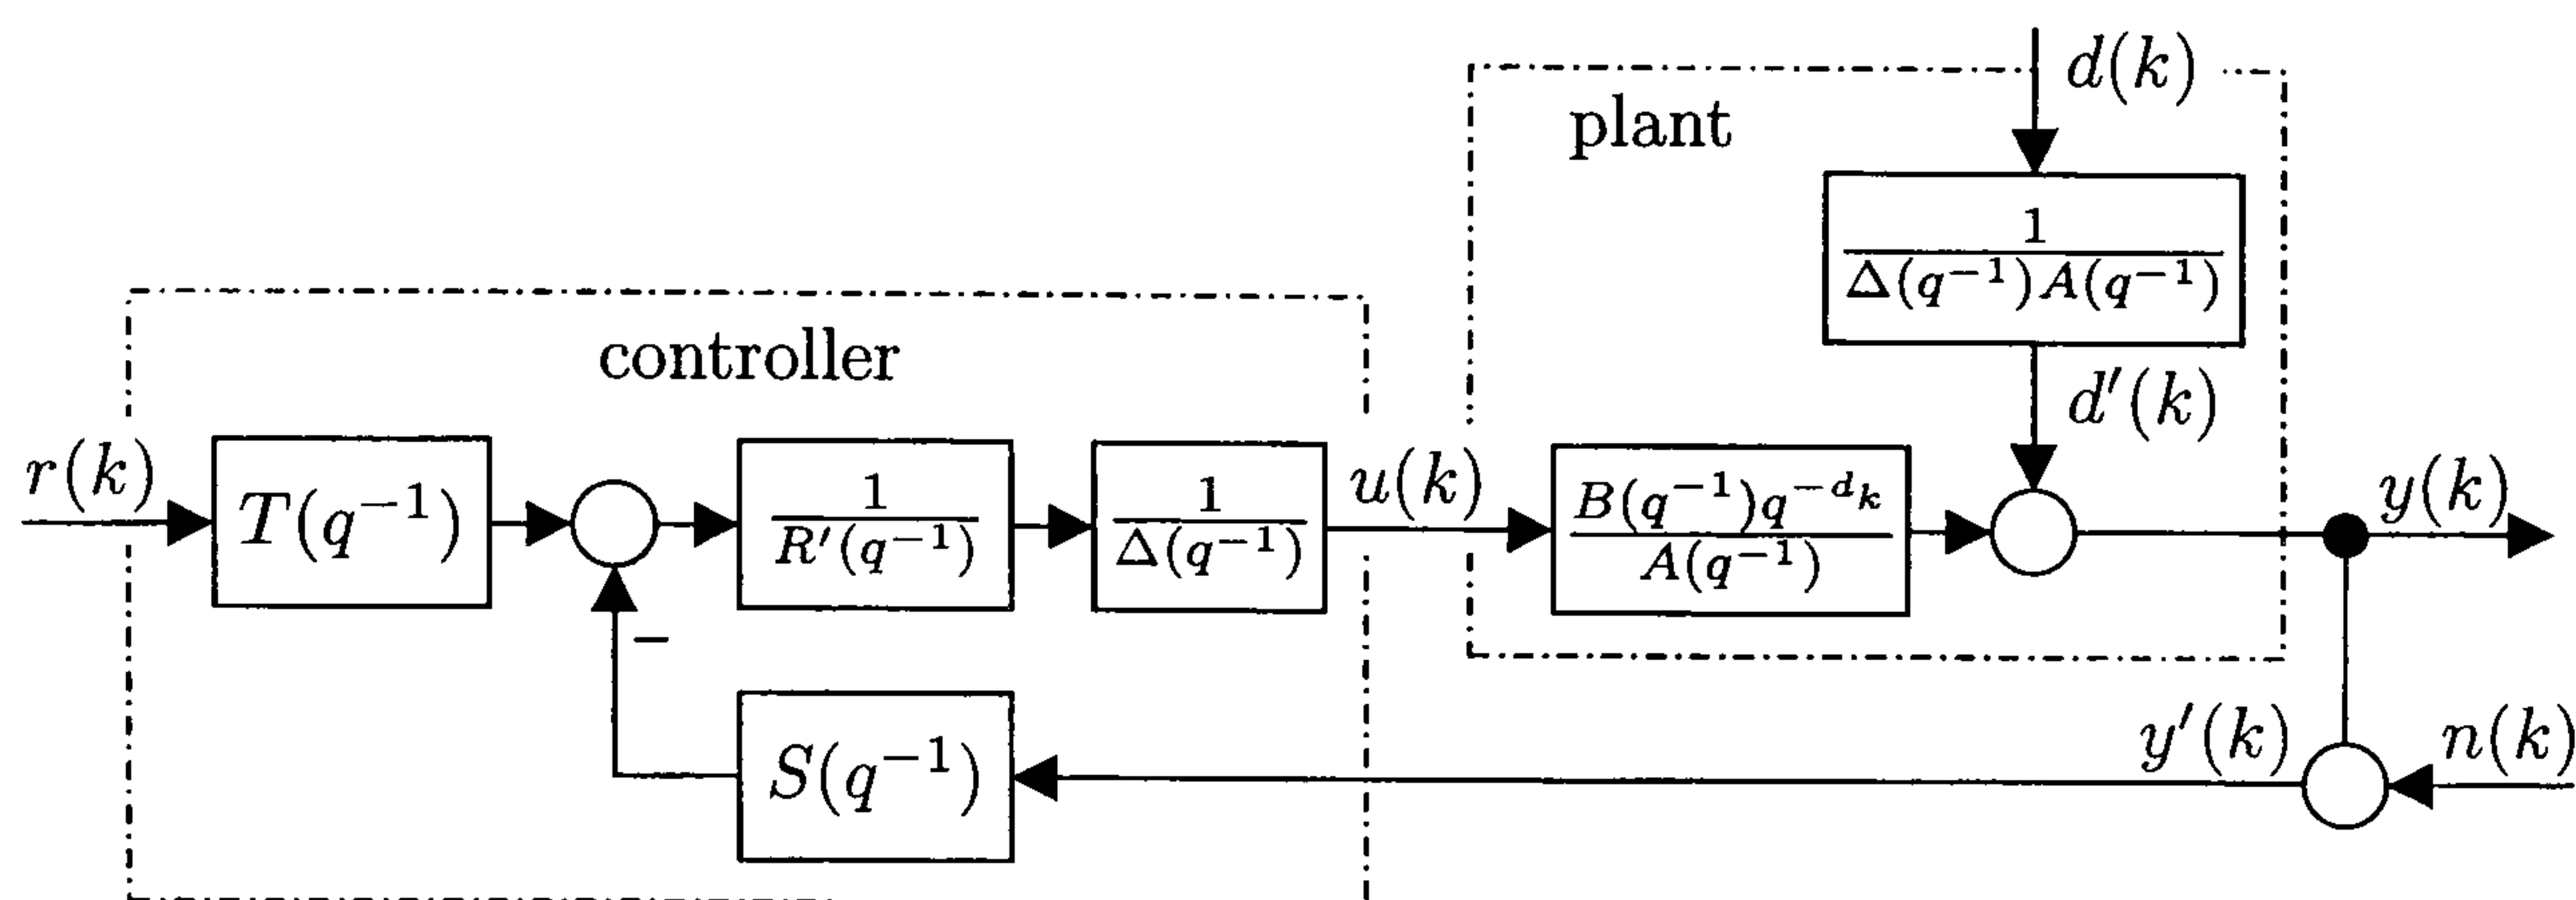 d(k)
plant
1
Δ(q⁻¹)A(q⁻¹)
controller
d′(k)
r(k)
T(q⁻¹)
1
R′(q⁻¹)
1
Δ(q⁻¹)
u(k)
B(q⁻¹)q^{-d_k}
A(q⁻¹)
y(k)
−
S(q⁻¹)
y′(k)
n(k)